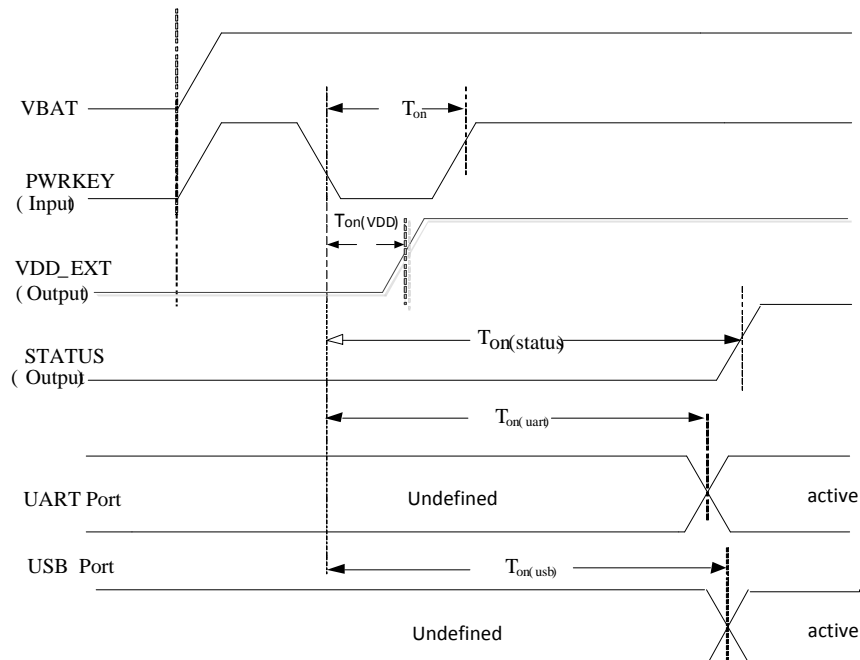 VBAT
Ton
PWRKEY
( Input)
Ton(VDD)
VDD_EXT
(Output)
Ton(status)
STATUS
( Output)
Ton(uart)
UART Port
Undefined
active
USB Port
Ton(usb)
Undefined
active